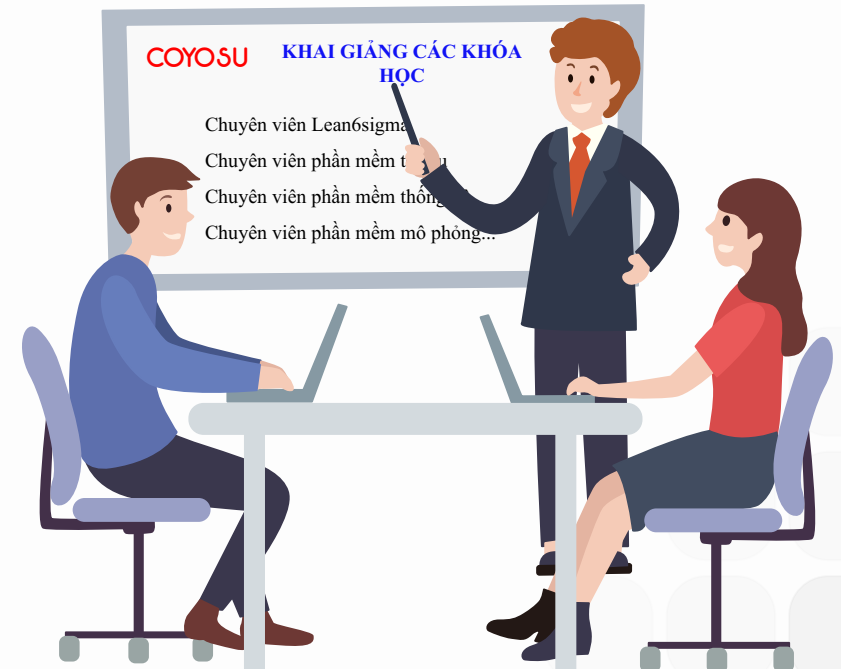 COYOSU
KHAI GIẢNG CÁC KHÓA
HỌC
Chuyên viên Lean6sigma
Chuyên viên phần mềm
Chuyên viên phần mềm thống
Chuyên viên phần mềm mô phỏng...